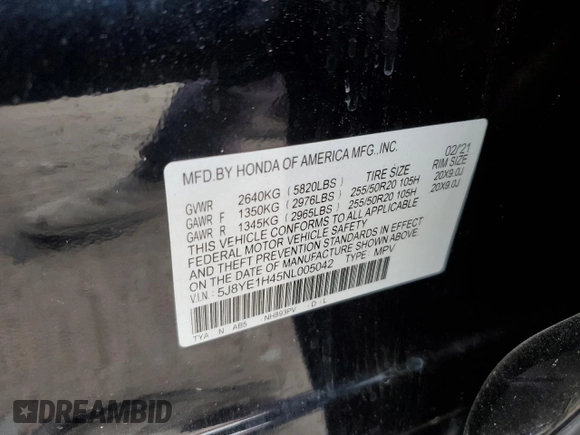 MFD.BY HONDA OF AMERICA MFG.,INC. 02/21
TIRE SIZE RIM SIZE
GVWR 2640KG (5820LBS)
GAWR F 1350KG (2976LBS) 255/50R20 105H 20X9.0J
GAWR R 1345KG (2965LBS) 255/50R20 105H 20X9.0J
THIS VEHICLE CONFORMS TO ALL APPLICABLE
FEDERAL MOTOR VEHICLE SAFETY STANDARDS IN EFFECT
AND THEFT PREVENTION STANDARDS
ON THE DATE OF MANUFACTURE SHOWN ABOVE.
V.I.N.: 5J8YE1H45NL005042 TYPE: MPV
TYA N AB5 NH893PV D L
DREAMBID